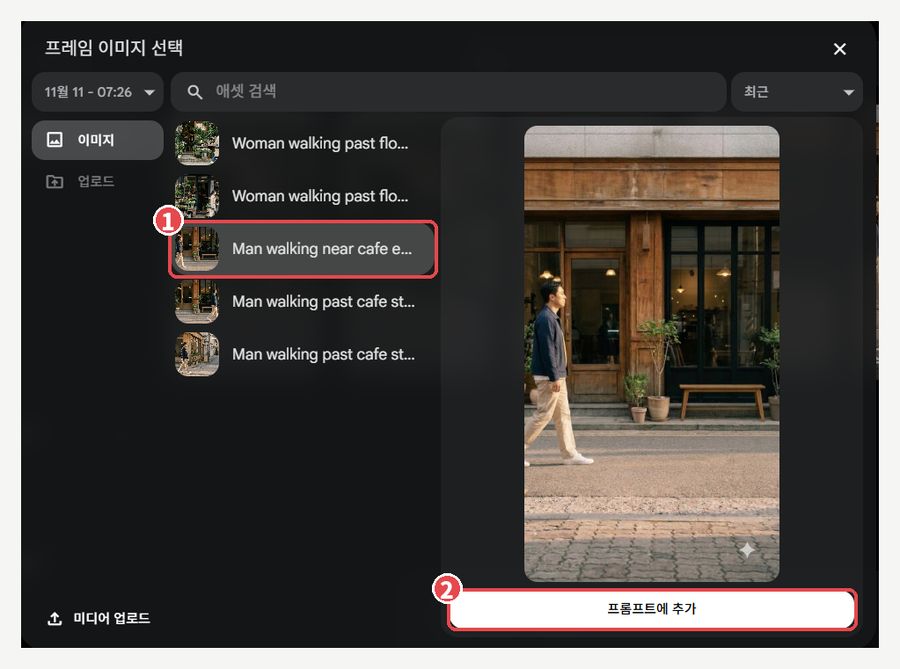 프레임 이미지 선택
11월 11 - 07:26
애셋 검색
최근
이미지
업로드
Woman walking past flo...
Woman walking past flo...
1
Man walking near cafe e...
Man walking past cafe st...
Man walking past cafe st...
2
프롬프트에 추가
미디어 업로드